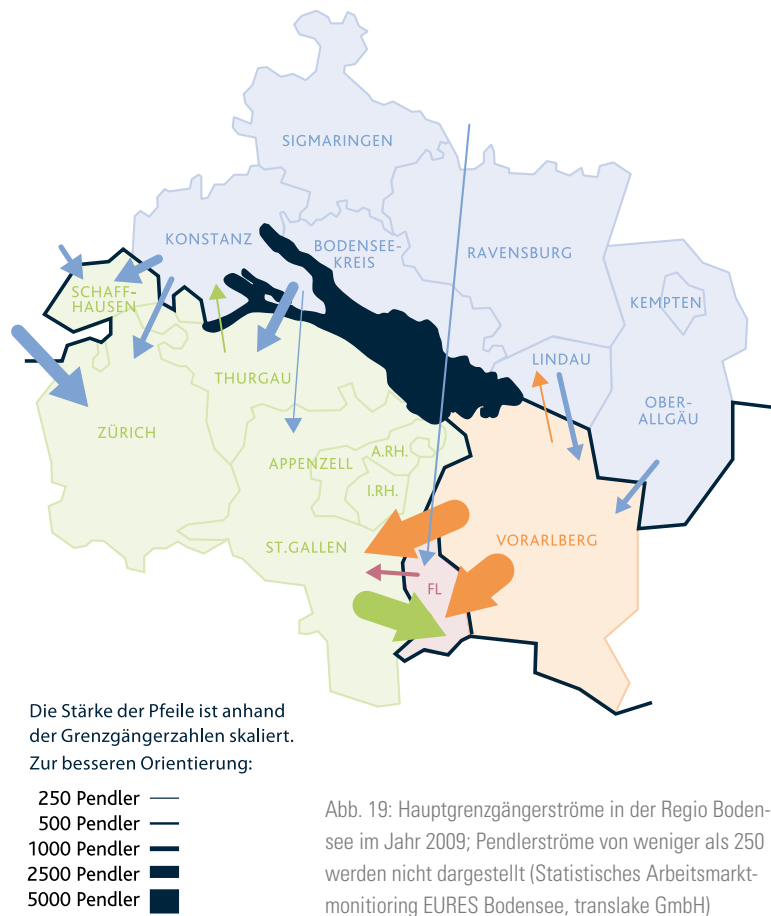 SIGMARINGEN
KONSTANZ
BODENSEE-
KREIS
RAVENSBURG
SCHAFF-
HAUSEN
KEMPTEN
THURGAU
LINDAU
OBER-
ALLGÄU
ZÜRICH
APPENZELL
A.RH.
I.RH.
ST.GALLEN
VORARLBERG
FL
Die Stärke der Pfeile ist anhand
der Grenzgängerzahlen skaliert.
Zur besseren Orientierung:
250 Pendler
500 Pendler
1000 Pendler
2500 Pendler
5000 Pendler
Abb. 19: Hauptgrenzgängerströme in der Regio Boden-
see im Jahr 2009; Pendlerströme von weniger als 250
werden nicht dargestellt (Statistisches Arbeitsmarkt-
monitioring EURES Bodensee, translake GmbH)